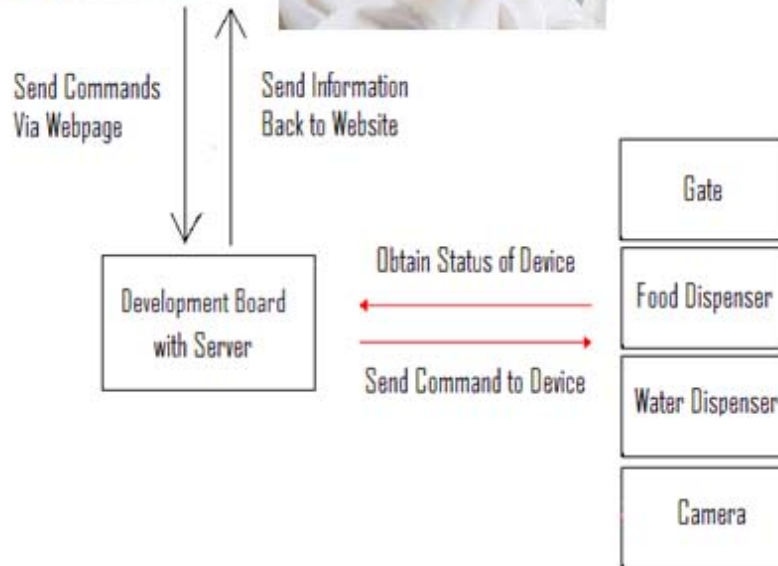 Send Commands
Via Webpage
Send Information
Back to Website
Gate
Obtain Status of Device
Food Dispenser
Development Board
with Server
Send Command to Device
Water Dispenser
Camera